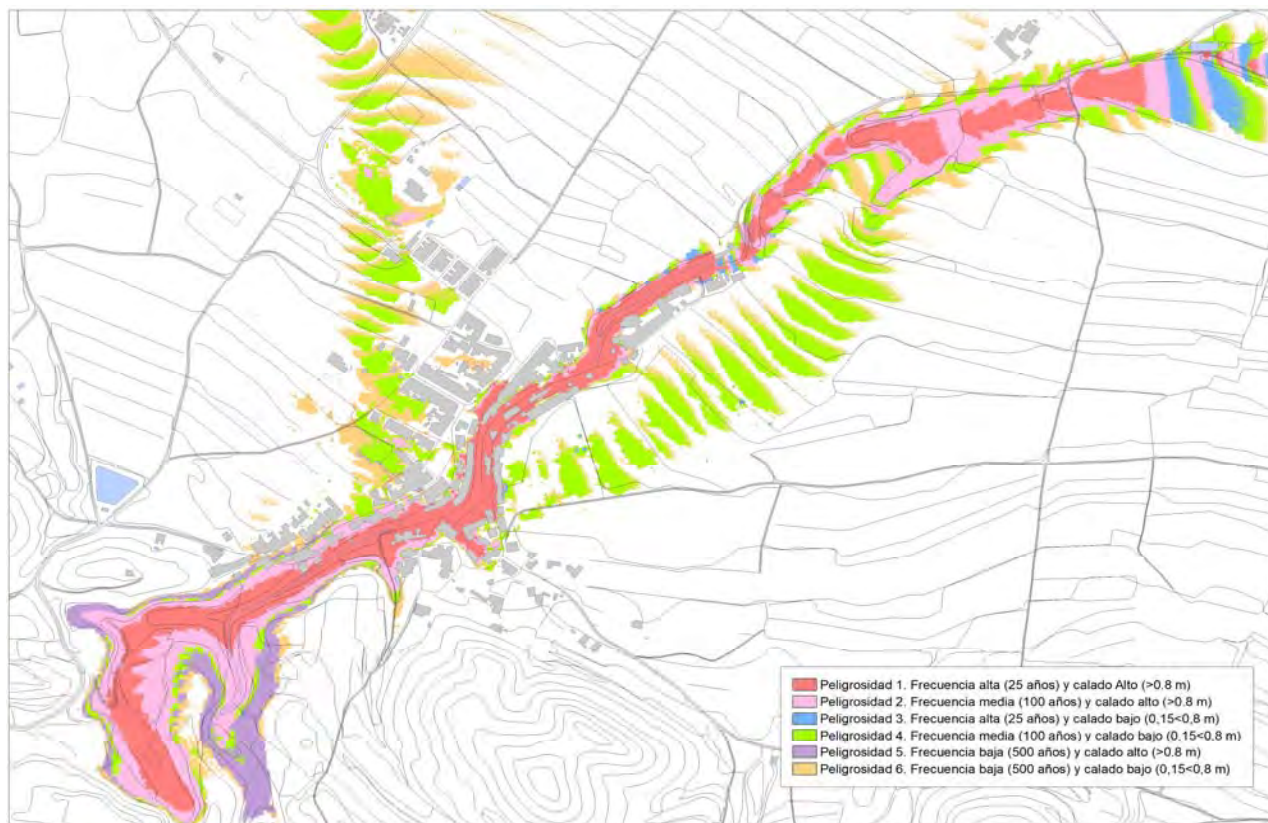 Peligrosidad 1. Frecuencia alta (25 años) y calado Alto (>0.8 m)
Peligrosidad 2. Frecuencia media (100 años) y calado alto (>0.8 m)
Peligrosidad 3. Frecuencia alta (25 años) y calado bajo (0,15<0,8 m)
Peligrosidad 4. Frecuencia media (100 años) y calado bajo (0.15<0.8 m)
Peligrosidad 5. Frecuencia baja (500 años) y calado alto (>0.8 m)
Peligrosidad 6. Frecuencia baja (500 años) y calado bajo (0,15<0,8 m)